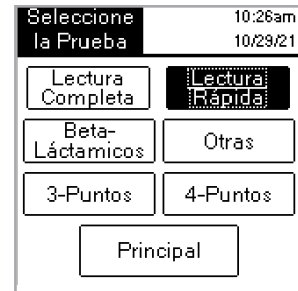 Seleccione 10:26am
la Prueba 10/29/21
Lectura Lectura
Completa Rápida
Beta-
Láctamicos Otras
3-Puntos 4-Puntos
Principal